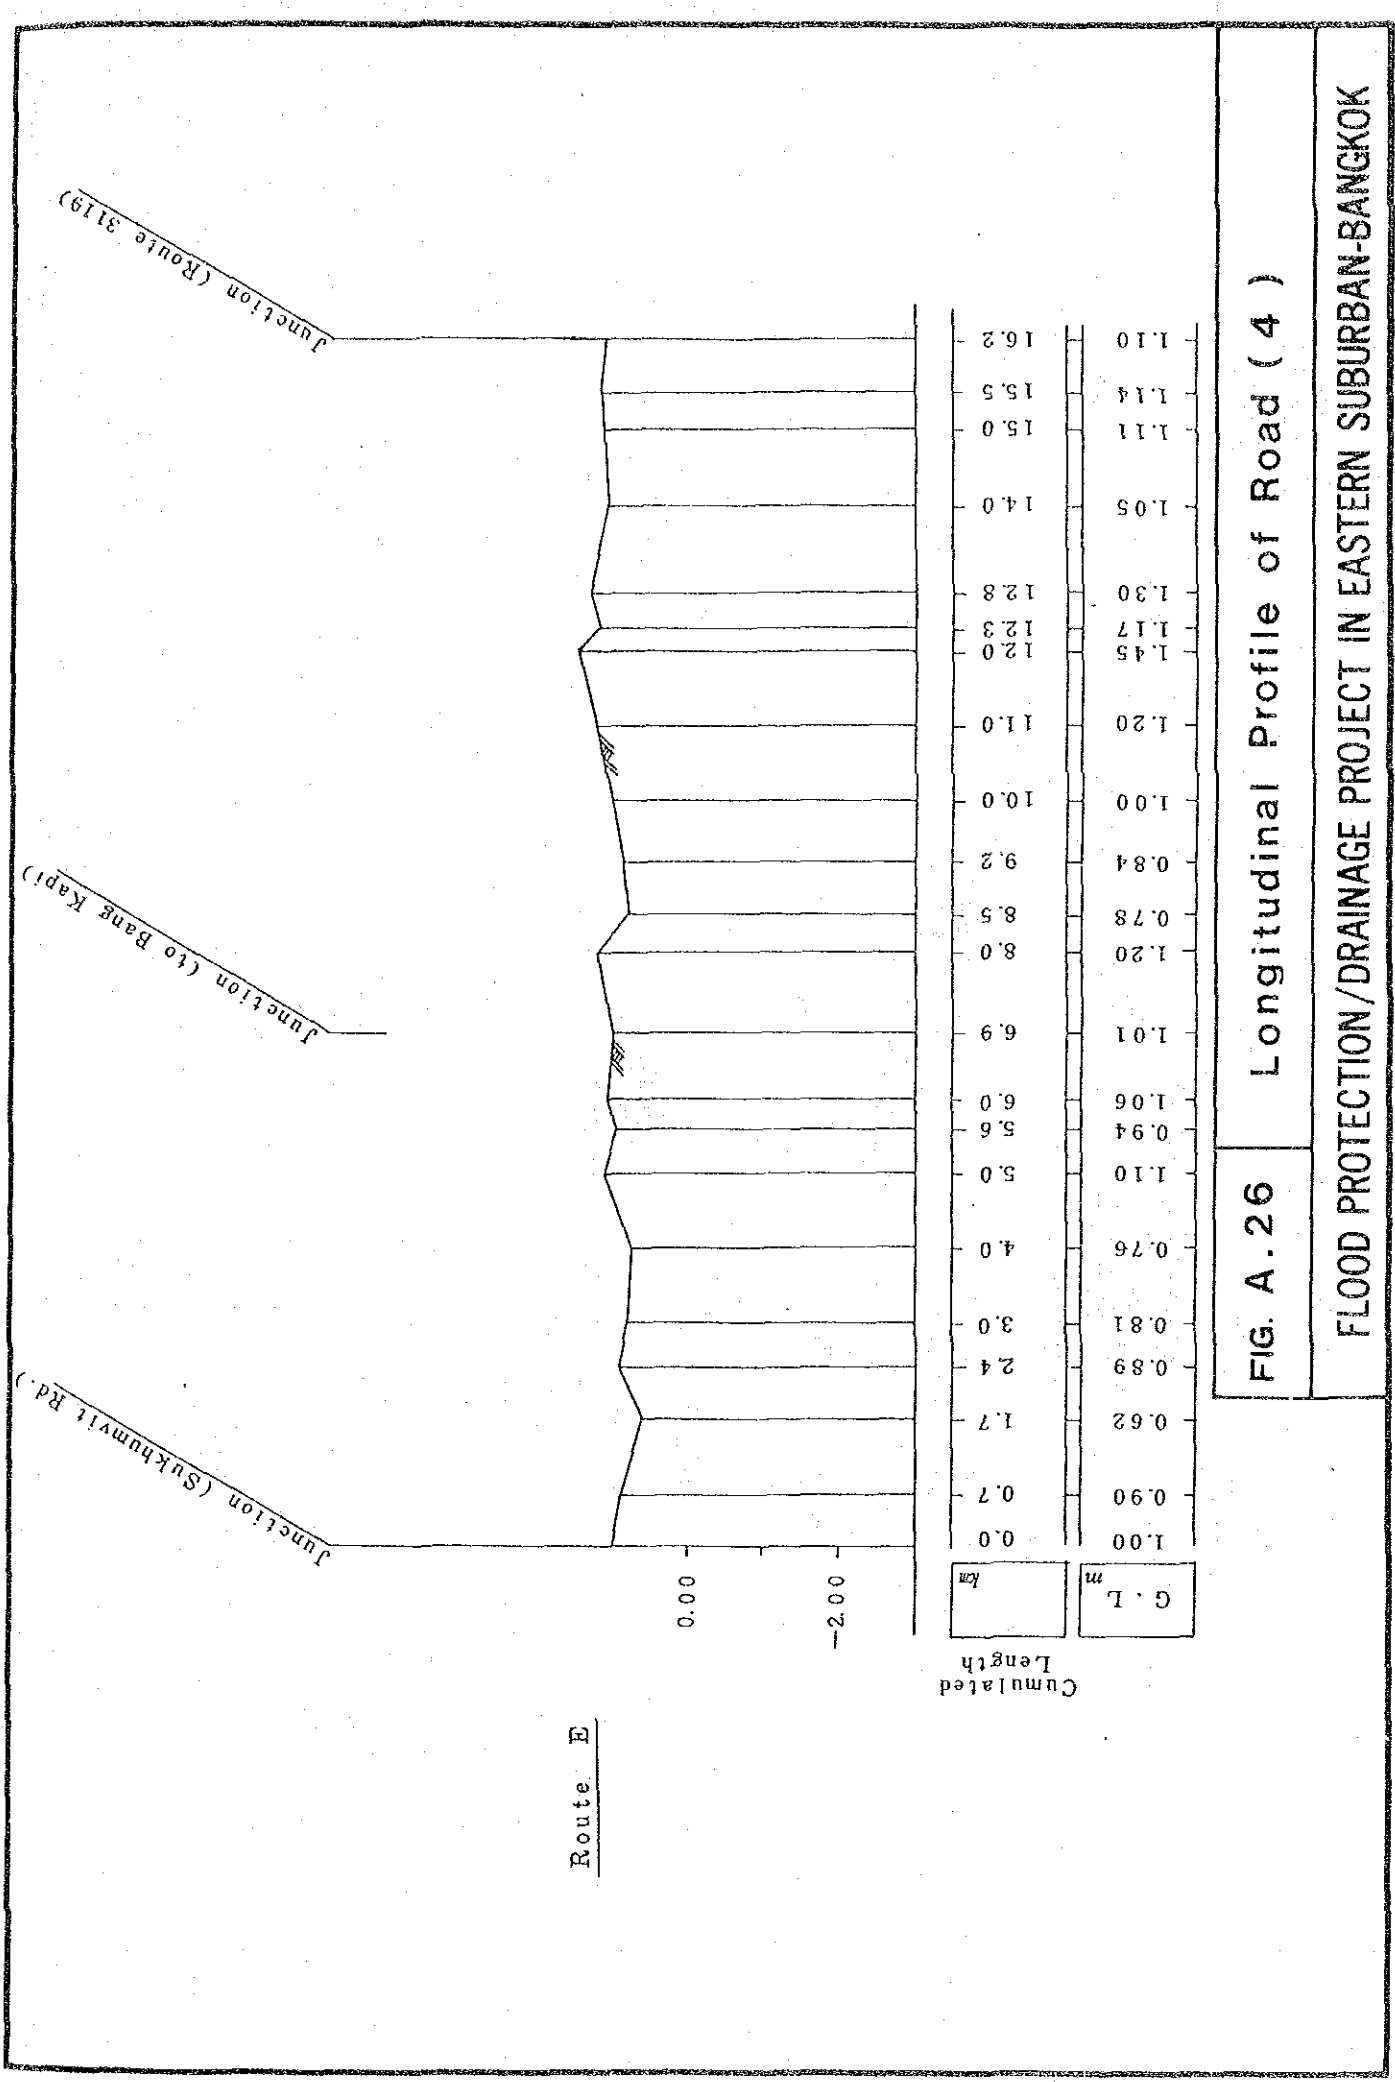 Junction (Sukhumvit Rd.)
Junction (to Bang Kapi)
Junction (Route 3119)
Route E
0.00
-2.00
Cumulated
Length
km
0.0 0.7 1.7 2.4 3.0 4.0 5.0 5.6 6.0 6.9 8.0 8.5 9.2 10.0 11.0 12.0 12.3 12.8 14.0 15.0 15.5 16.2
G.L
m
1.00 0.90 0.62 0.89 0.81 0.76 1.10 0.94 1.06 1.01 1.20 0.78 0.84 1.00 1.20 1.45 1.17 1.30 1.05 1.11 1.14 1.10
FIG. A.26 Longitudinal Profile of Road (4)
FLOOD PROTECTION/DRAINAGE PROJECT IN EASTERN SUBURBAN-BANGKOK